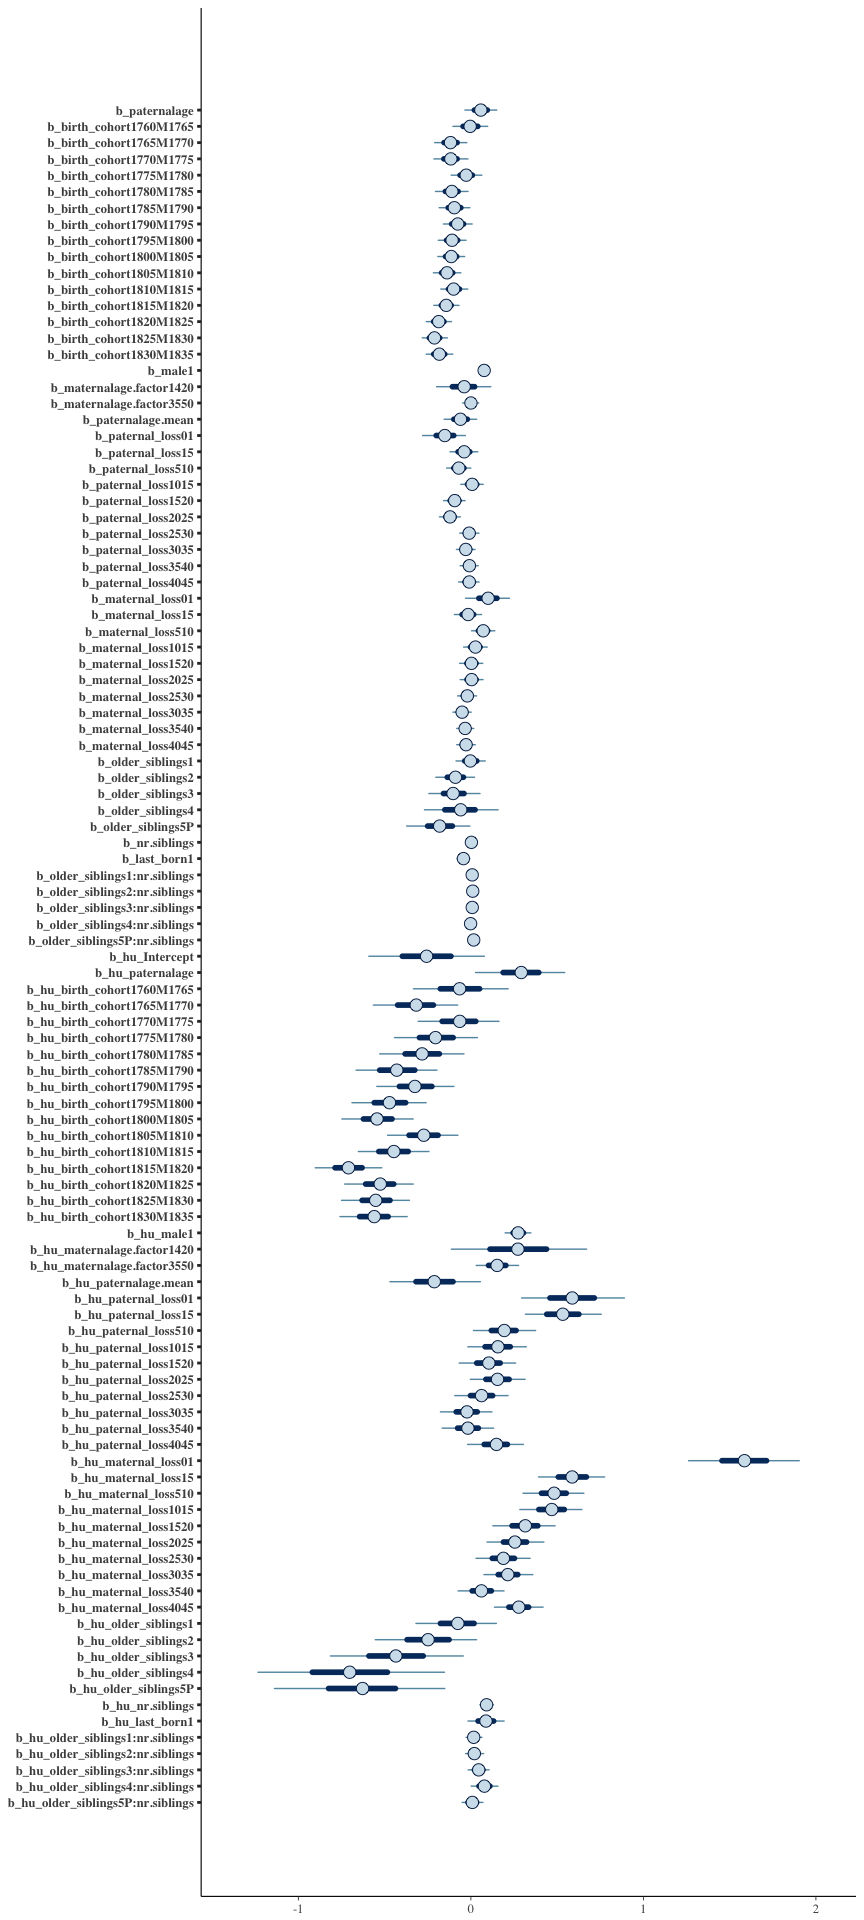 b_paternalage
b_birth_cohort1760M1765
b_birth_cohort1765M1770
b_birth_cohort1770M1775
b_birth_cohort1775M1780
b_birth_cohort1780M1785
b_birth_cohort1785M1790
b_birth_cohort1790M1795
b_birth_cohort1795M1800
b_birth_cohort1800M1805
b_birth_cohort1805M1810
b_birth_cohort1810M1815
b_birth_cohort1815M1820
b_birth_cohort1820M1825
b_birth_cohort1825M1830
b_birth_cohort1830M1835
b_male1
b_maternalage.factor1420
b_maternalage.factor3550
b_paternalage.mean
b_paternal_loss01
b_paternal_loss15
b_paternal_loss510
b_paternal_loss1015
b_paternal_loss1520
b_paternal_loss2025
b_paternal_loss2530
b_paternal_loss3035
b_paternal_loss3540
b_paternal_loss4045
b_maternal_loss01
b_maternal_loss15
b_maternal_loss510
b_maternal_loss1015
b_maternal_loss1520
b_maternal_loss2025
b_maternal_loss2530
b_maternal_loss3035
b_maternal_loss3540
b_maternal_loss4045
b_older_siblings1
b_older_siblings2
b_older_siblings3
b_older_siblings4
b_older_siblings5P
b_nr.siblings
b_last_born1
b_older_siblings1:nr.siblings
b_older_siblings2:nr.siblings
b_older_siblings3:nr.siblings
b_older_siblings4:nr.siblings
b_older_siblings5P:nr.siblings
b_hu_Intercept
b_hu_paternalage
b_hu_birth_cohort1760M1765
b_hu_birth_cohort1765M1770
b_hu_birth_cohort1770M1775
b_hu_birth_cohort1775M1780
b_hu_birth_cohort1780M1785
b_hu_birth_cohort1785M1790
b_hu_birth_cohort1790M1795
b_hu_birth_cohort1795M1800
b_hu_birth_cohort1800M1805
b_hu_birth_cohort1805M1810
b_hu_birth_cohort1810M1815
b_hu_birth_cohort1815M1820
b_hu_birth_cohort1820M1825
b_hu_birth_cohort1825M1830
b_hu_birth_cohort1830M1835
b_hu_male1
b_hu_maternalage.factor1420
b_hu_maternalage.factor3550
b_hu_paternalage.mean
b_hu_paternal_loss01
b_hu_paternal_loss15
b_hu_paternal_loss510
b_hu_paternal_loss1015
b_hu_paternal_loss1520
b_hu_paternal_loss2025
b_hu_paternal_loss2530
b_hu_paternal_loss3035
b_hu_paternal_loss3540
b_hu_paternal_loss4045
b_hu_maternal_loss01
b_hu_maternal_loss15
b_hu_maternal_loss510
b_hu_maternal_loss1015
b_hu_maternal_loss1520
b_hu_maternal_loss2025
b_hu_maternal_loss2530
b_hu_maternal_loss3035
b_hu_maternal_loss3540
b_hu_maternal_loss4045
b_hu_older_siblings1
b_hu_older_siblings2
b_hu_older_siblings3
b_hu_older_siblings4
b_hu_older_siblings5P
b_hu_nr.siblings
b_hu_last_born1
b_hu_older_siblings1:nr.siblings
b_hu_older_siblings2:nr.siblings
b_hu_older_siblings3:nr.siblings
b_hu_older_siblings4:nr.siblings
b_hu_older_siblings5P:nr.siblings
-1 0 1 2